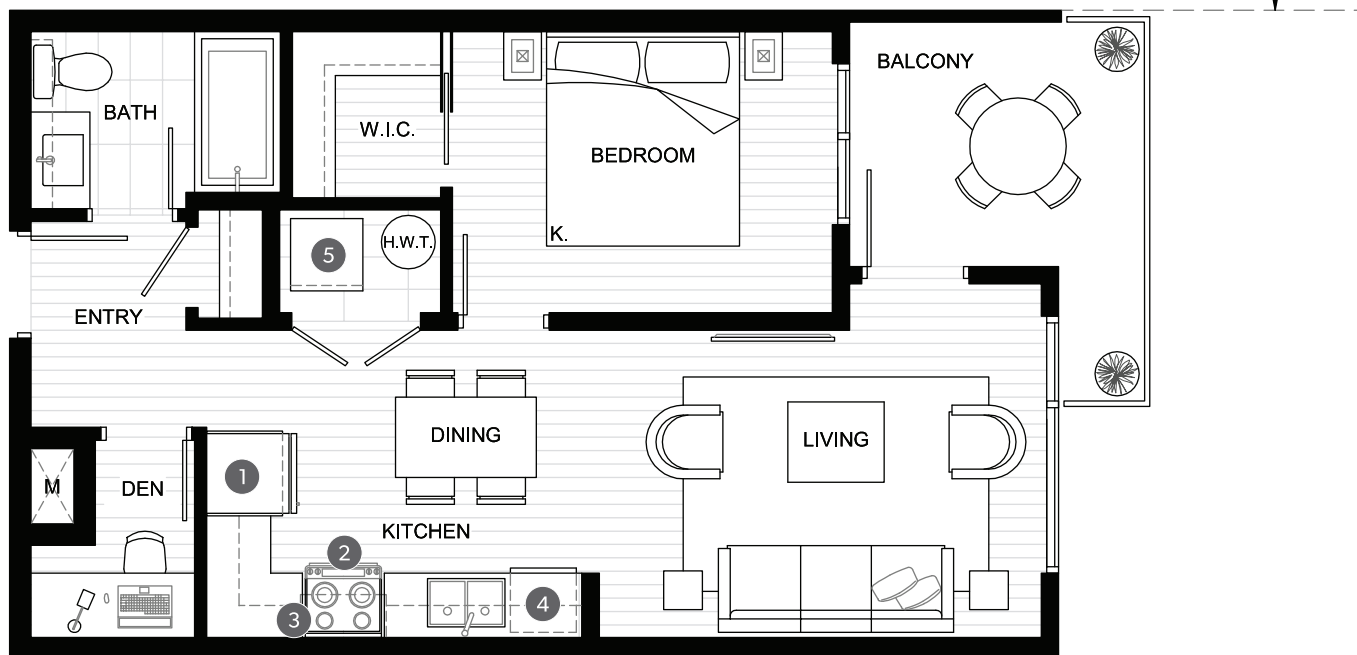 BALCONY
BATH
W.I.C.
BEDROOM
K.
H.W.T.
5
ENTRY
DINING
LIVING
1
M
DEN
KITCHEN
2
4
3